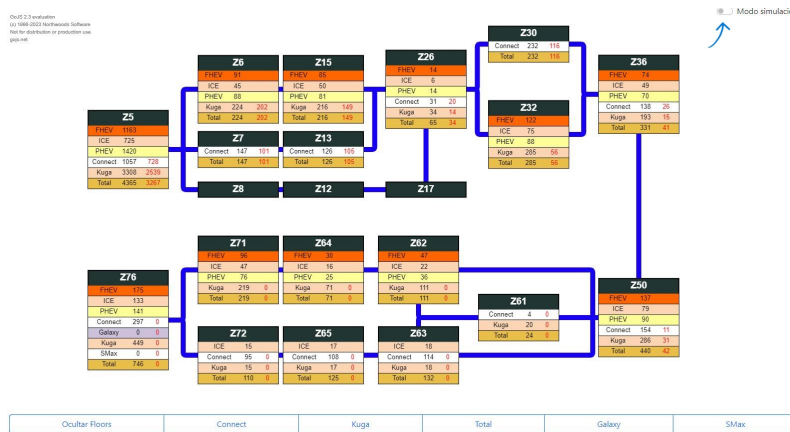 GoJS 2.3 evaluation
(c) 1998-2023 Northwoods Software
Not for distribution or production use
gojs.net
Modo simulació
Z5
FHEV 1163
ICE 725
PHEV 1420
Connect 1057 728
Kuga 3308 2539
Total 4365 3267
Z6
FHEV 91
ICE 45
PHEV 88
Kuga 224 202
Total 224 202
Z15
FHEV 85
ICE 50
PHEV 81
Kuga 216 149
Total 216 149
Z7
Connect 147 101
Total 147 101
Z13
Connect 126 105
Total 126 105
Z8
Z12
Z17
Z26
FHEV 14
ICE 6
PHEV 14
Connect 31 20
Kuga 34 14
Total 65 34
Z30
Connect 232 116
Total 232 116
Z32
FHEV 122
ICE 75
PHEV 88
Kuga 285 56
Total 285 56
Z36
FHEV 74
ICE 49
PHEV 70
Connect 138 26
Kuga 193 15
Total 331 41
Z76
FHEV 175
ICE 133
PHEV 141
Connect 297 0
Galaxy 0 0
Kuga 449 0
SMax 0 0
Total 746 0
Z71
FHEV 96
ICE 47
PHEV 76
Kuga 219 0
Total 219 0
Z64
FHEV 30
ICE 16
PHEV 25
Kuga 71 0
Total 71 0
Z62
FHEV 47
ICE 22
PHEV 36
Kuga 111 0
Total 111 0
Z72
ICE 15
Connect 95 0
Kuga 15 0
Total 110 0
Z65
ICE 17
Connect 108 0
Kuga 17 0
Total 125 0
Z63
ICE 18
Connect 114 0
Kuga 18 0
Total 132 0
Z61
Connect 4 0
Kuga 20 0
Total 24 0
Z50
FHEV 137
ICE 79
PHEV 90
Connect 154 11
Kuga 286 31
Total 440 42
Ocultar Floors Connect Kuga Total Galaxy SMax